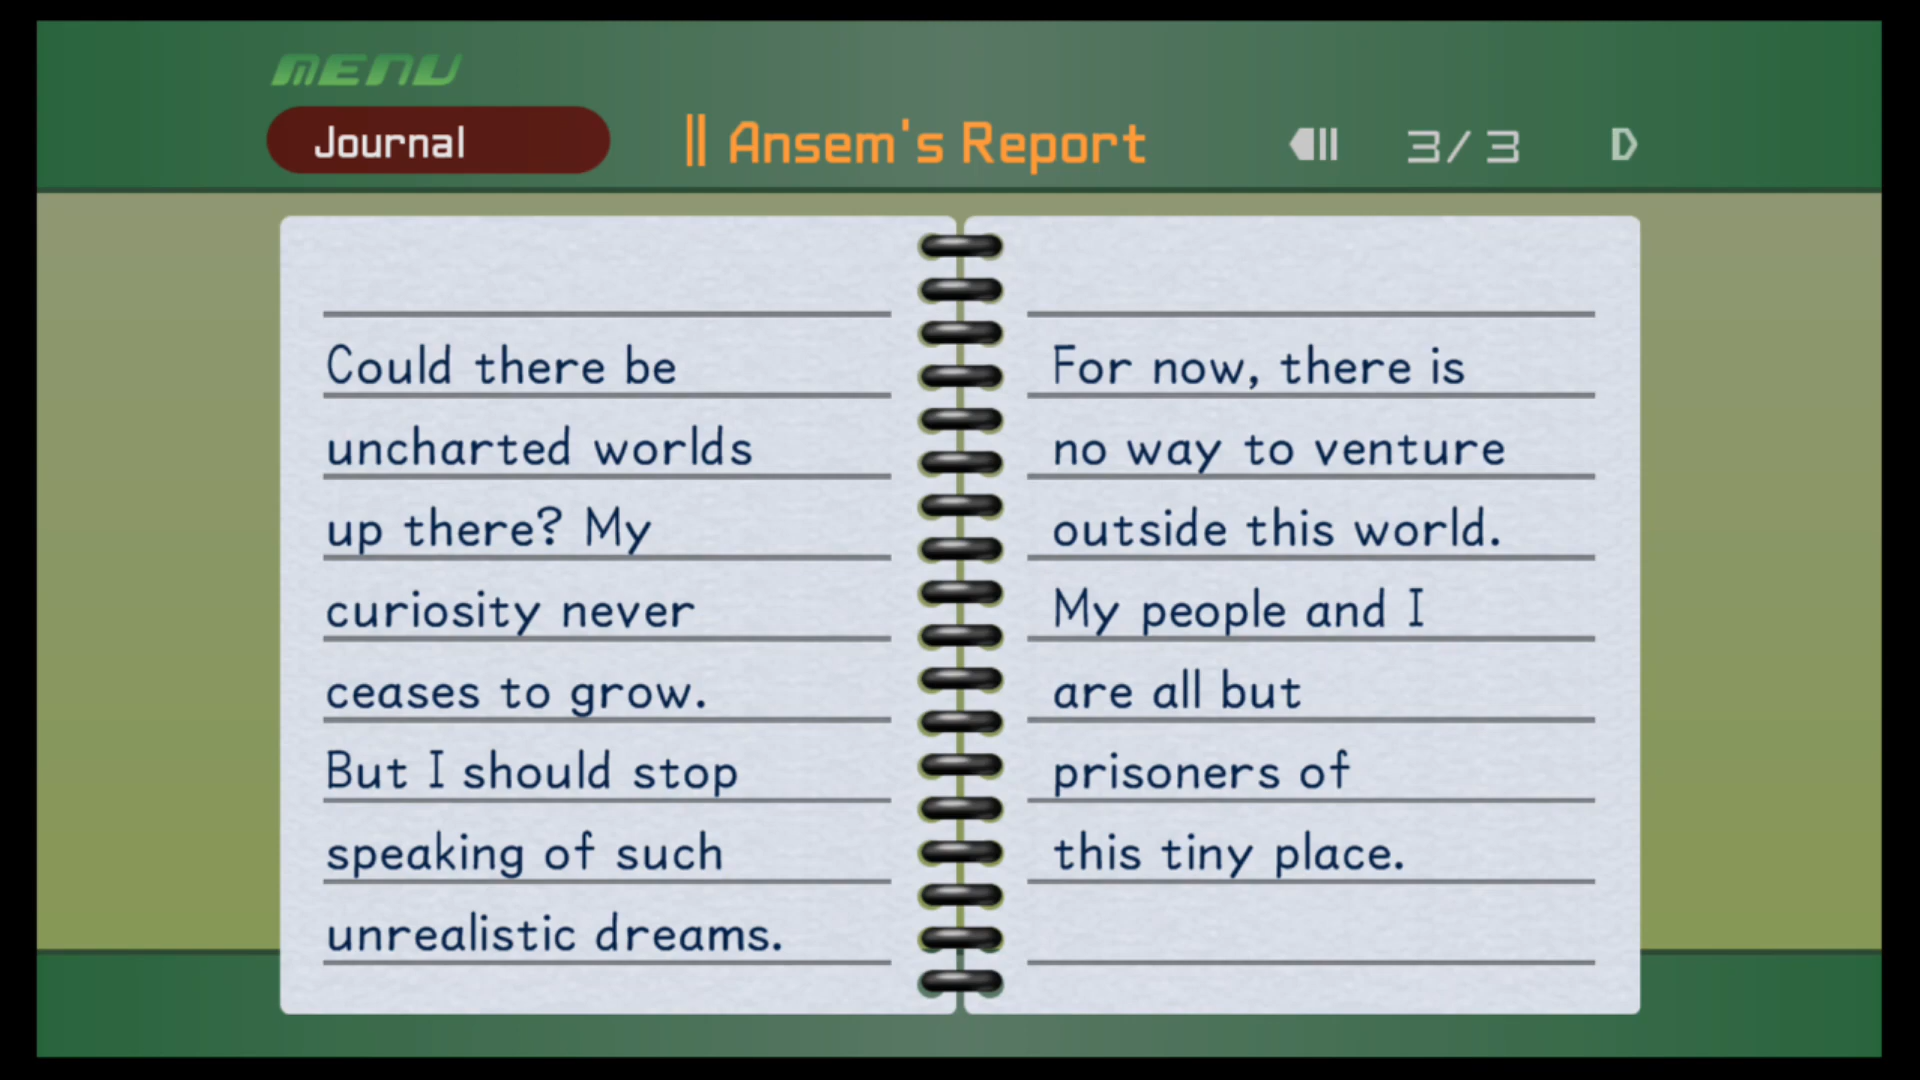 MENU
Journal
Ansem's Report
3/3
Could there be
uncharted worlds
up there? My
curiosity never
ceases to grow.
But I should stop
speaking of such
unrealistic dreams.
For now, there is
no way to venture
outside this world.
My people and I
are all but
prisoners of
this tiny place.